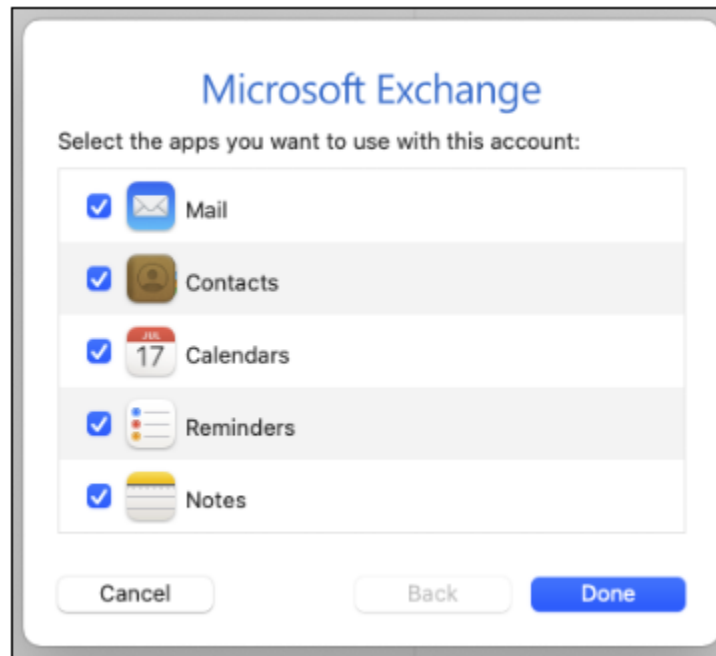 Microsoft Exchange
Select the apps you want to use with this account:
Mail
Contacts
JUL
17
Calendars
Reminders
Notes
Cancel
Back
Done